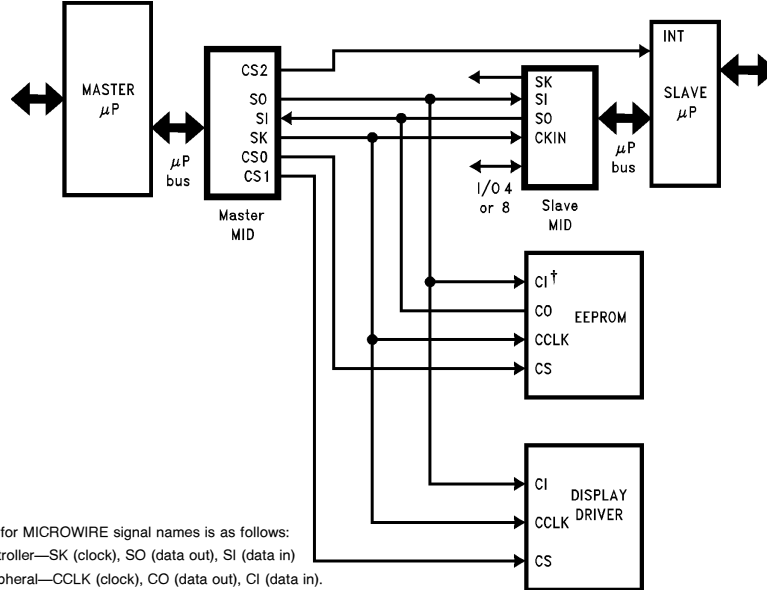 MASTER
μP
μP
bus
CS2
SO
SI
SK
CS0
CS1
Master
MID
SK
SI
SO
CKIN
I/O 4
or 8
Slave
MID
μP
bus
INT
SLAVE
μP
CI†
CO
CCLK
CS
EEPROM
CI
CCLK
CS
DISPLAY
DRIVER
for MICROWIRE signal names is as follows:
troller—SK (clock), SO (data out), SI (data in)
pheral—CCLK (clock), CO (data out), CI (data in).